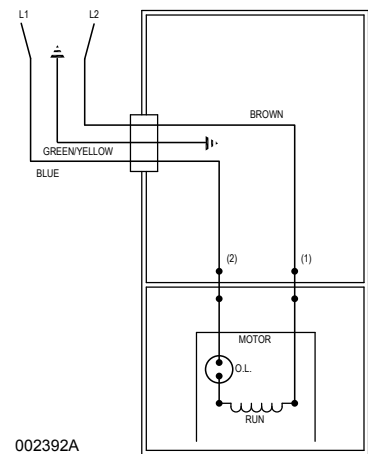 L1
L2
BROWN
GREEN/YELLOW
BLUE
(2)
(1)
MOTOR
O.L.
RUN
002392A